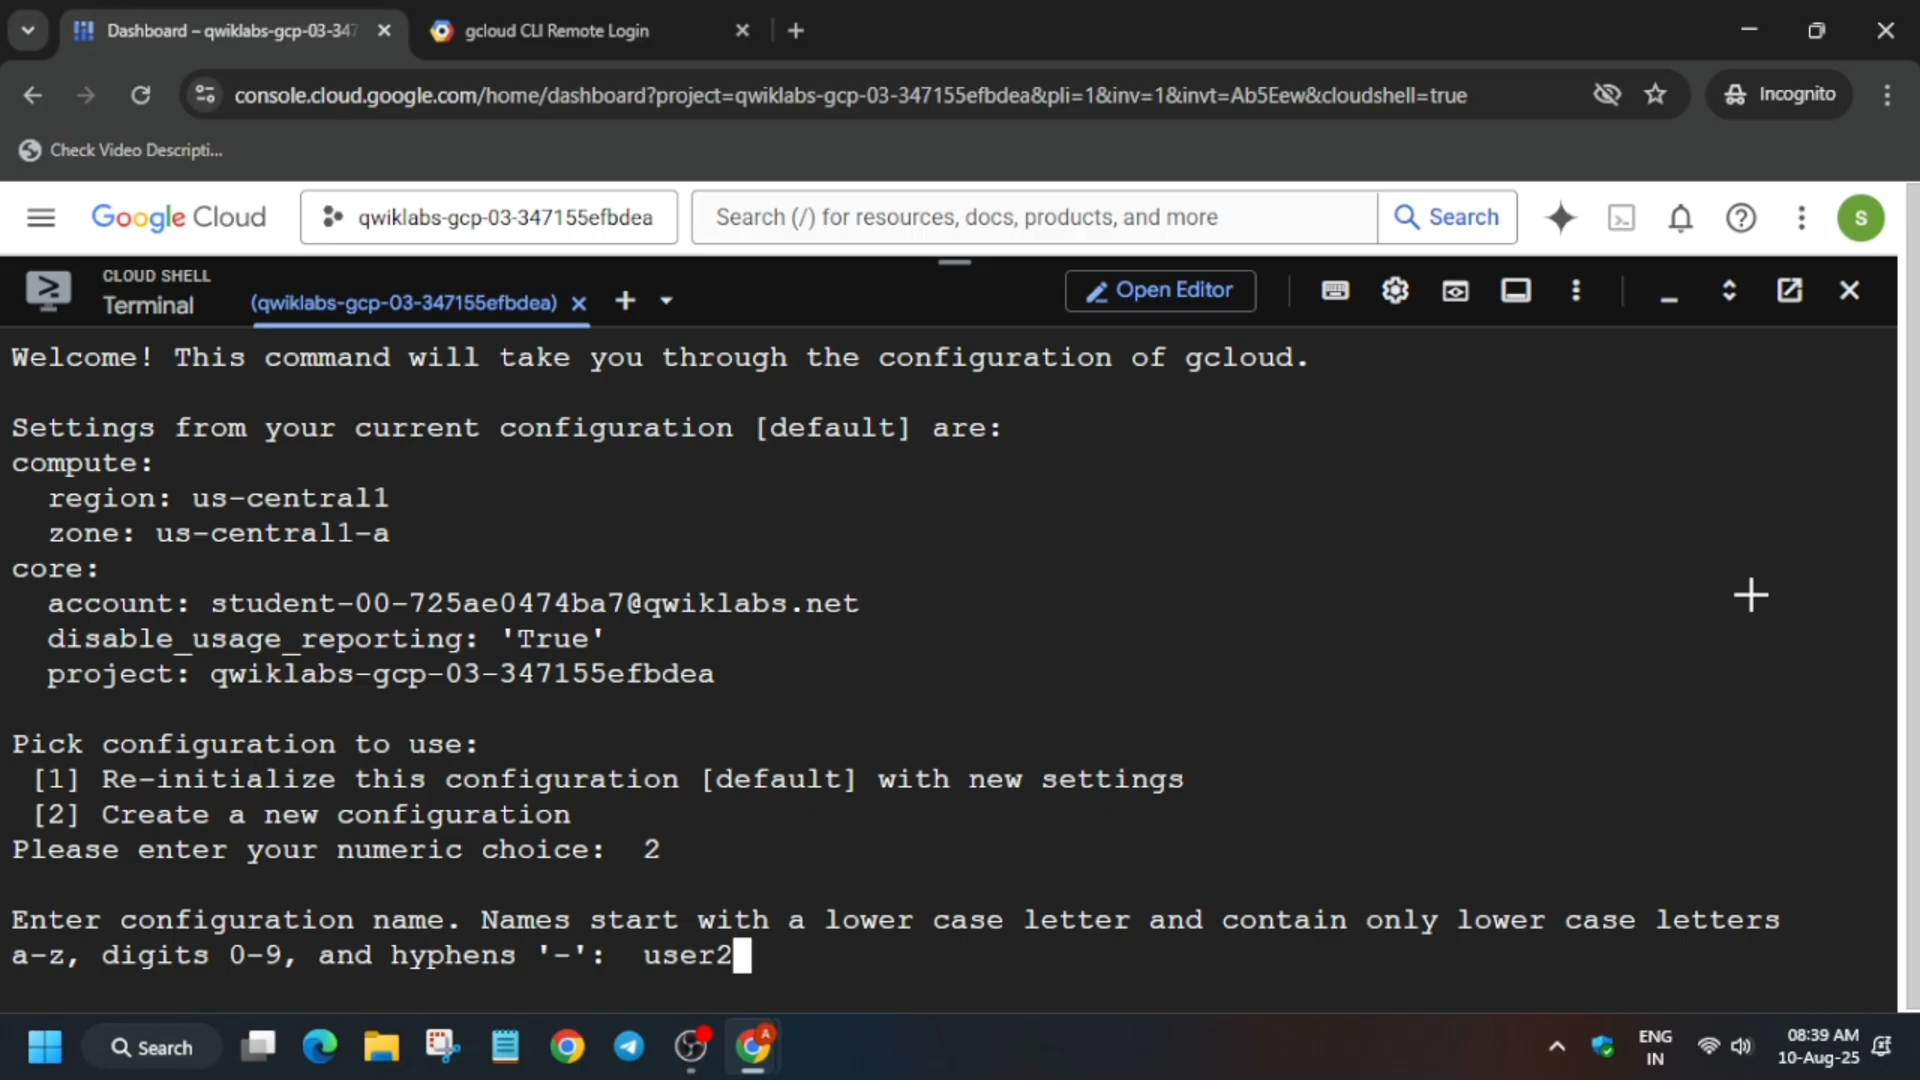 Dashboard – qwiklabs-gcp-03-347
gcloud CLI Remote Login
console.cloud.google.com/home/dashboard?project=qwiklabs-gcp-03-347155efbdea&pli=1&inv=1&invt=Ab5Eew&cloudshell=true
Incognito
Check Video Descripti...
Google Cloud
qwiklabs-gcp-03-347155efbdea
Search (/) for resources, docs, products, and more
Search
S
CLOUD SHELL
Terminal
(qwiklabs-gcp-03-347155efbdea)
Open Editor
Welcome! This command will take you through the configuration of gcloud.
Settings from your current configuration [default] are:
compute:
region: us-central1
zone: us-central1-a
core:
account: student-00-725ae0474ba7@qwiklabs.net
disable_usage_reporting: 'True'
project: qwiklabs-gcp-03-347155efbdea
Pick configuration to use:
[1] Re-initialize this configuration [default] with new settings
[2] Create a new configuration
Please enter your numeric choice: 2
Enter configuration name. Names start with a lower case letter and contain only lower case letters
a-z, digits 0-9, and hyphens '-': user2
Search
A
ENG
IN
08:39 AM
10-Aug-25